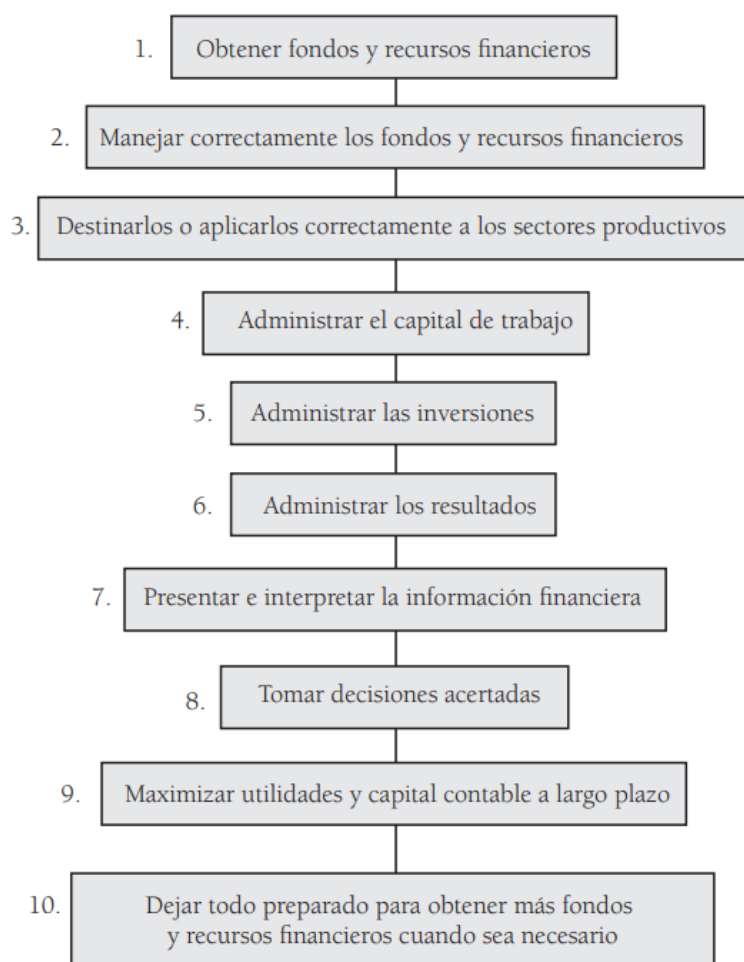 1. Obtener fondos y recursos financieros
2. Manejar correctamente los fondos y recursos financieros
3. Destinarlos o aplicarlos correctamente a los sectores productivos
4. Administrar el capital de trabajo
5. Administrar las inversiones
6. Administrar los resultados
7. Presentar e interpretar la información financiera
8. Tomar decisiones acertadas
9. Maximizar utilidades y capital contable a largo plazo
10. Dejar todo preparado para obtener más fondos
y recursos financieros cuando sea necesario